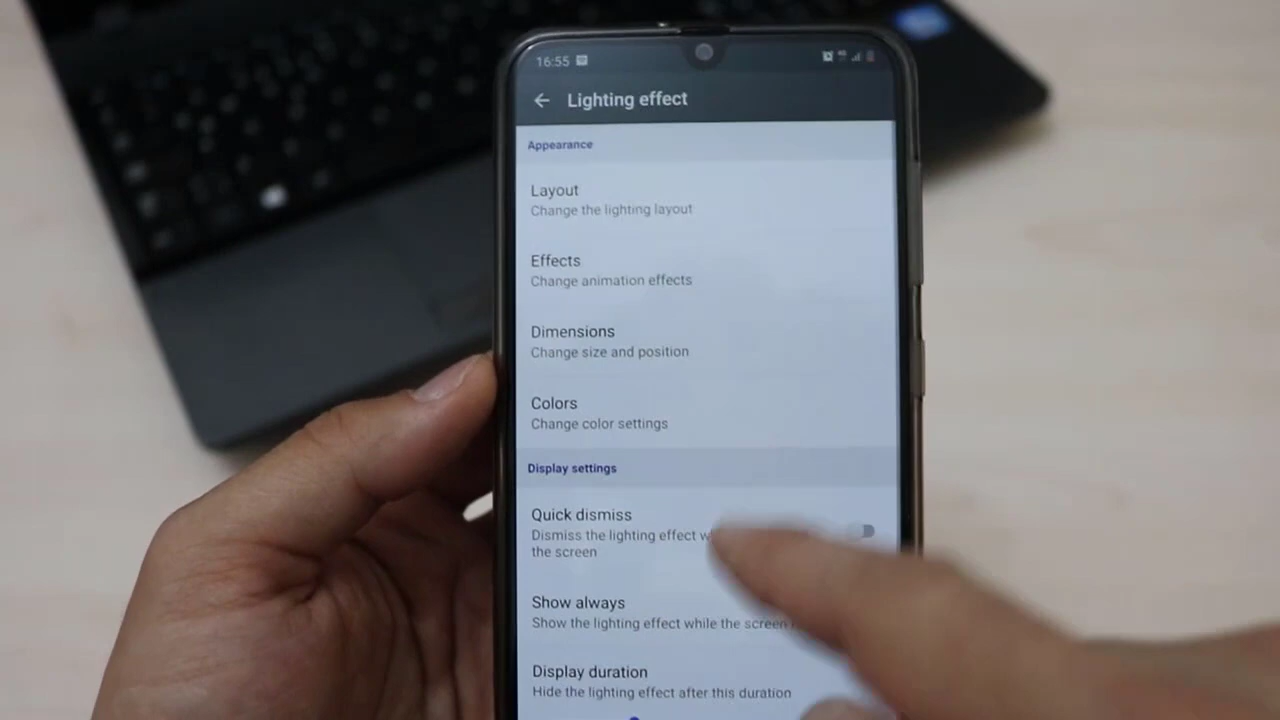 16:55
Lighting effect
Appearance
Layout
Change the lighting layout
Effects
Change animation effects
Dimensions
Change size and position
Colors
Change color settings
Display settings
Quick dismiss
Dismiss the lighting effect
the screen
Show always
Show the lighting effect while the screen
Display duration
Hide the lighting effect after this duration